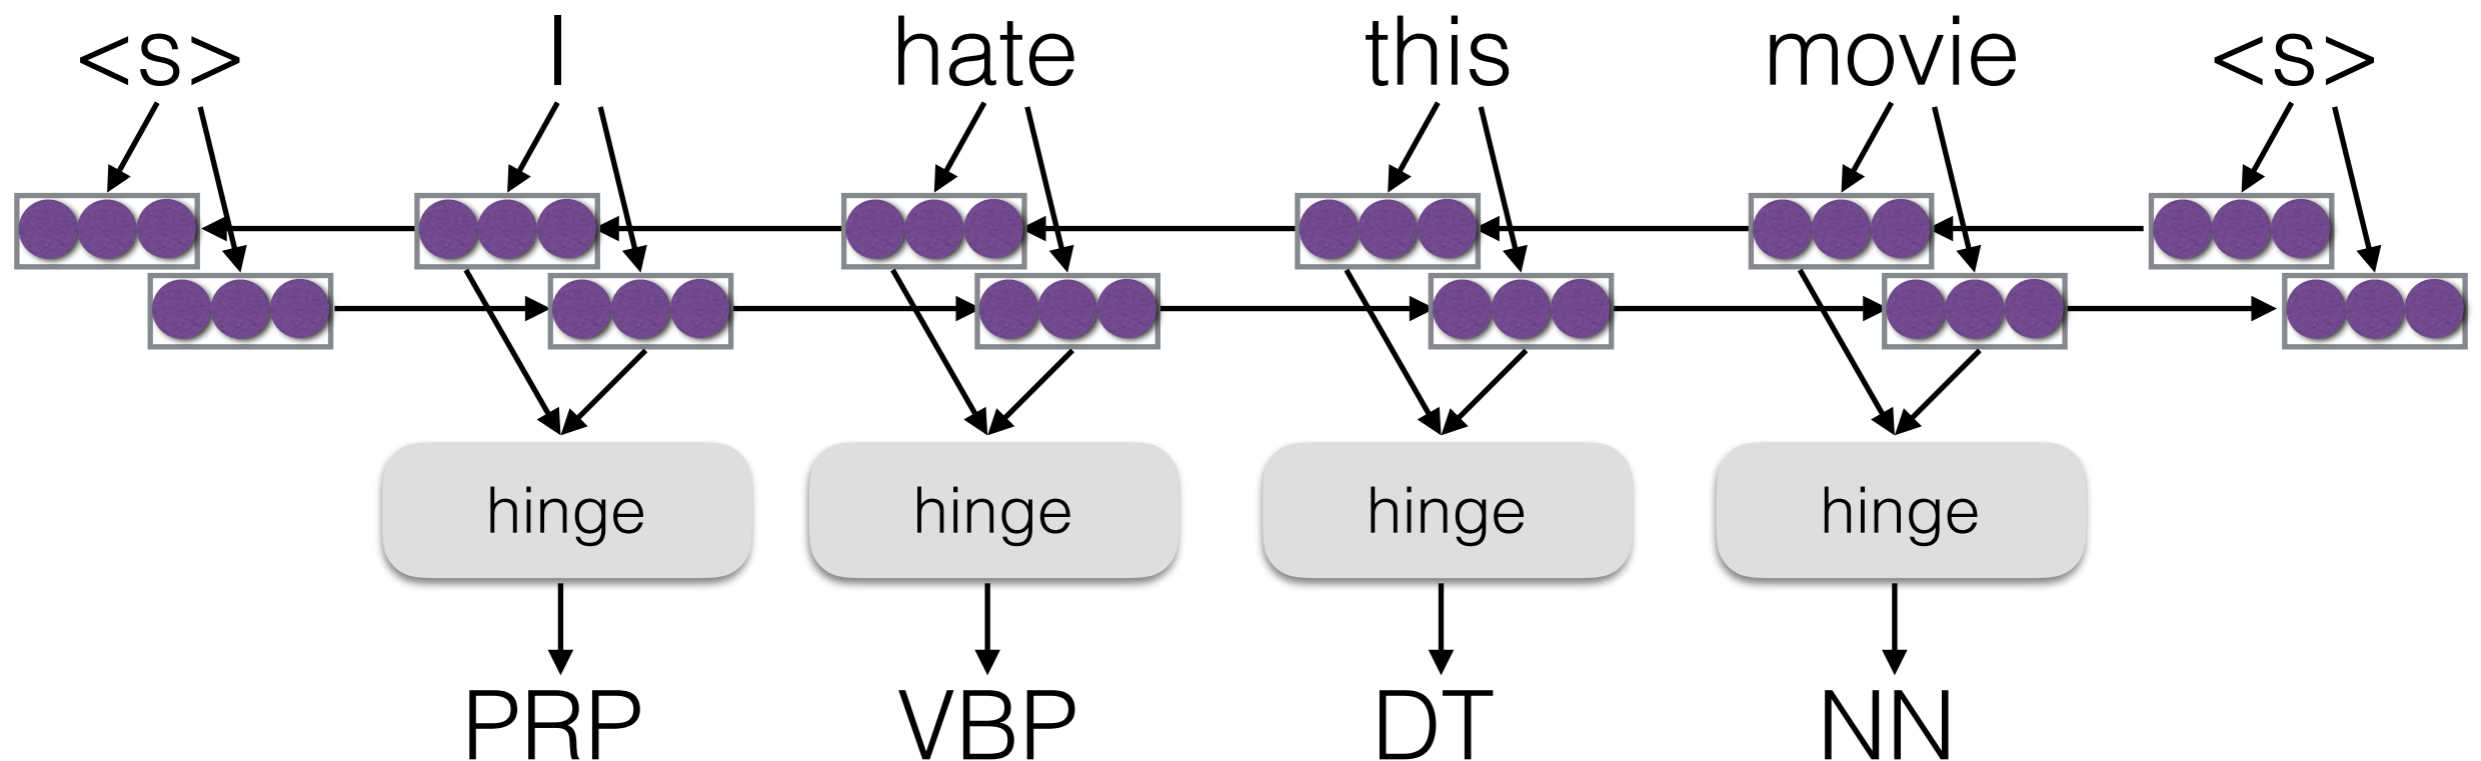 <s> I hate this movie <s>
hinge hinge hinge hinge
PRP VBP DT NN